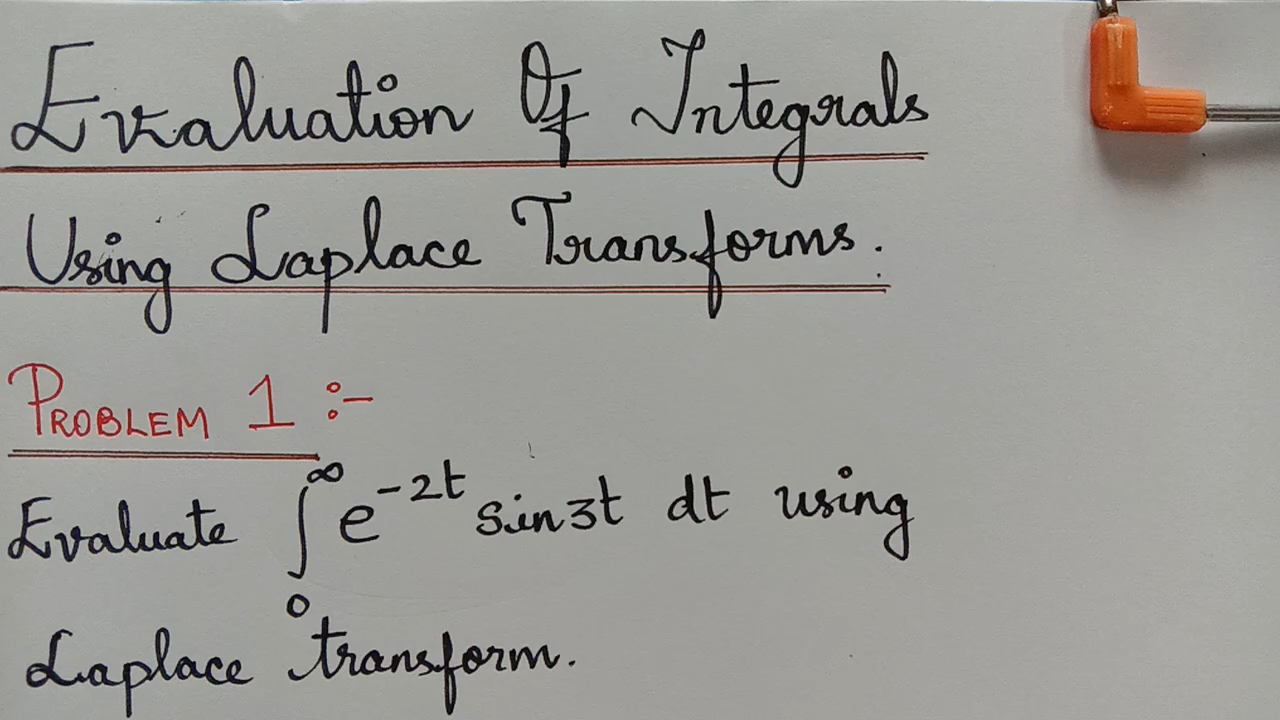 Evaluation Of Integrals
Using Laplace Transforms.
PROBLEM 1 :-
Evaluate ∫₀^∞ e^{-2t} sin3t dt using
Laplace transform.